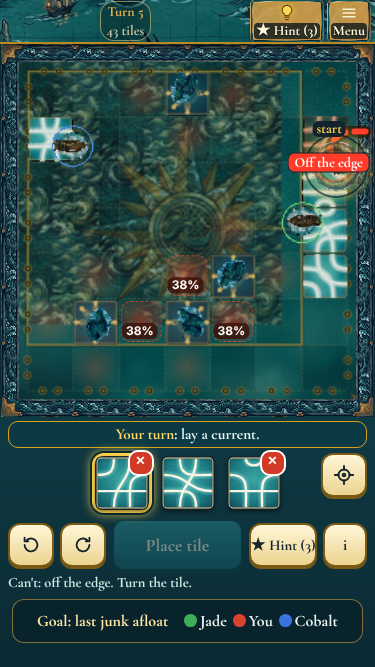 Turn 5
43 tiles
★ Hint (3)
Menu
start
Off the edge
38%
38%
38%
Your turn: lay a current.
Place tile
★ Hint (3)
i
Can't: off the edge. Turn the tile.
Goal: last junk afloat
Jade
You
Cobalt